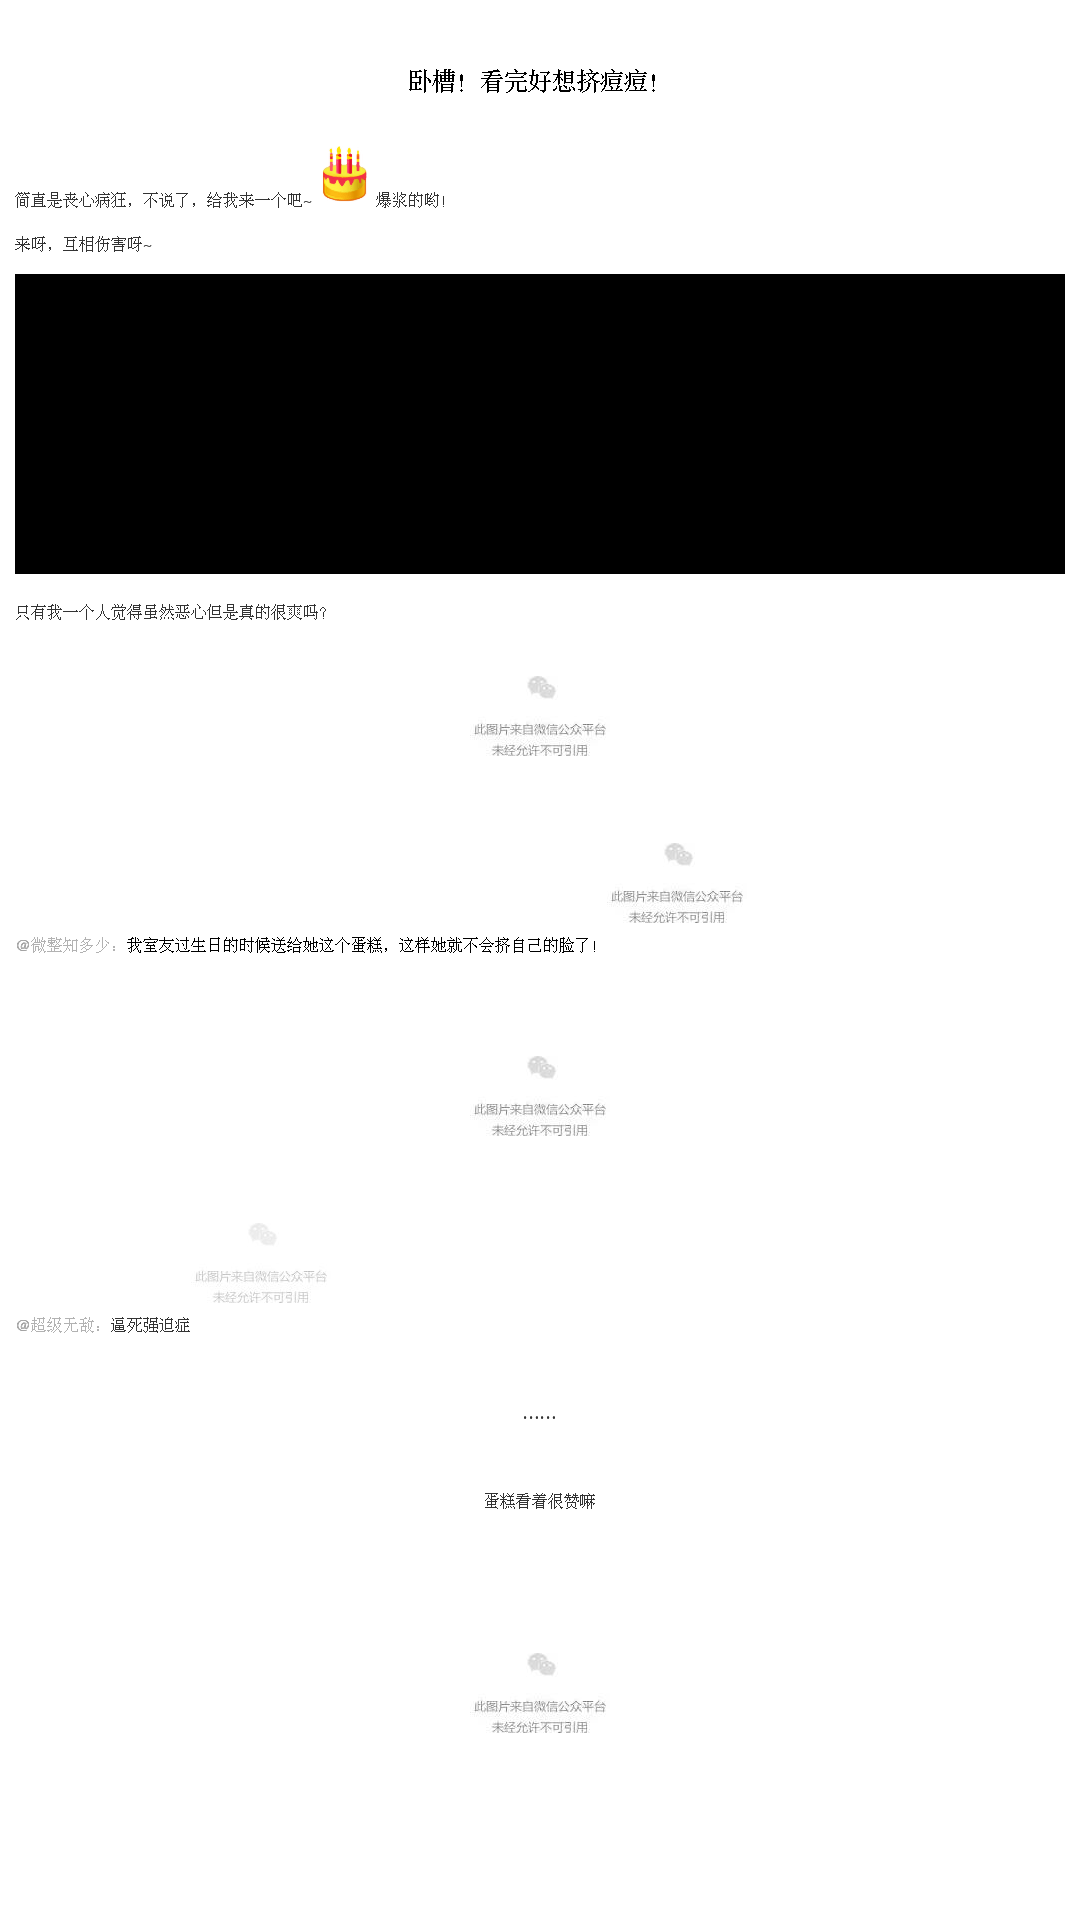 卧槽！看完好想挤痘痘！
简直是丧心病狂，不说了，给我来一个吧~ 爆浆的哟！
来呀，互相伤害呀~
只有我一个人觉得虽然恶心但是真的很爽吗？
此图片来自微信公众平台
未经允许不可引用
此图片来自微信公众平台
未经允许不可引用
@微整知多少：我室友过生日的时候送给她这个蛋糕，这样她就不会挤自己的脸了！
此图片来自微信公众平台
未经允许不可引用
此图片来自微信公众平台
未经允许不可引用
@超级无敌：逼死强迫症
……
蛋糕看着很赞嘛
此图片来自微信公众平台
未经允许不可引用